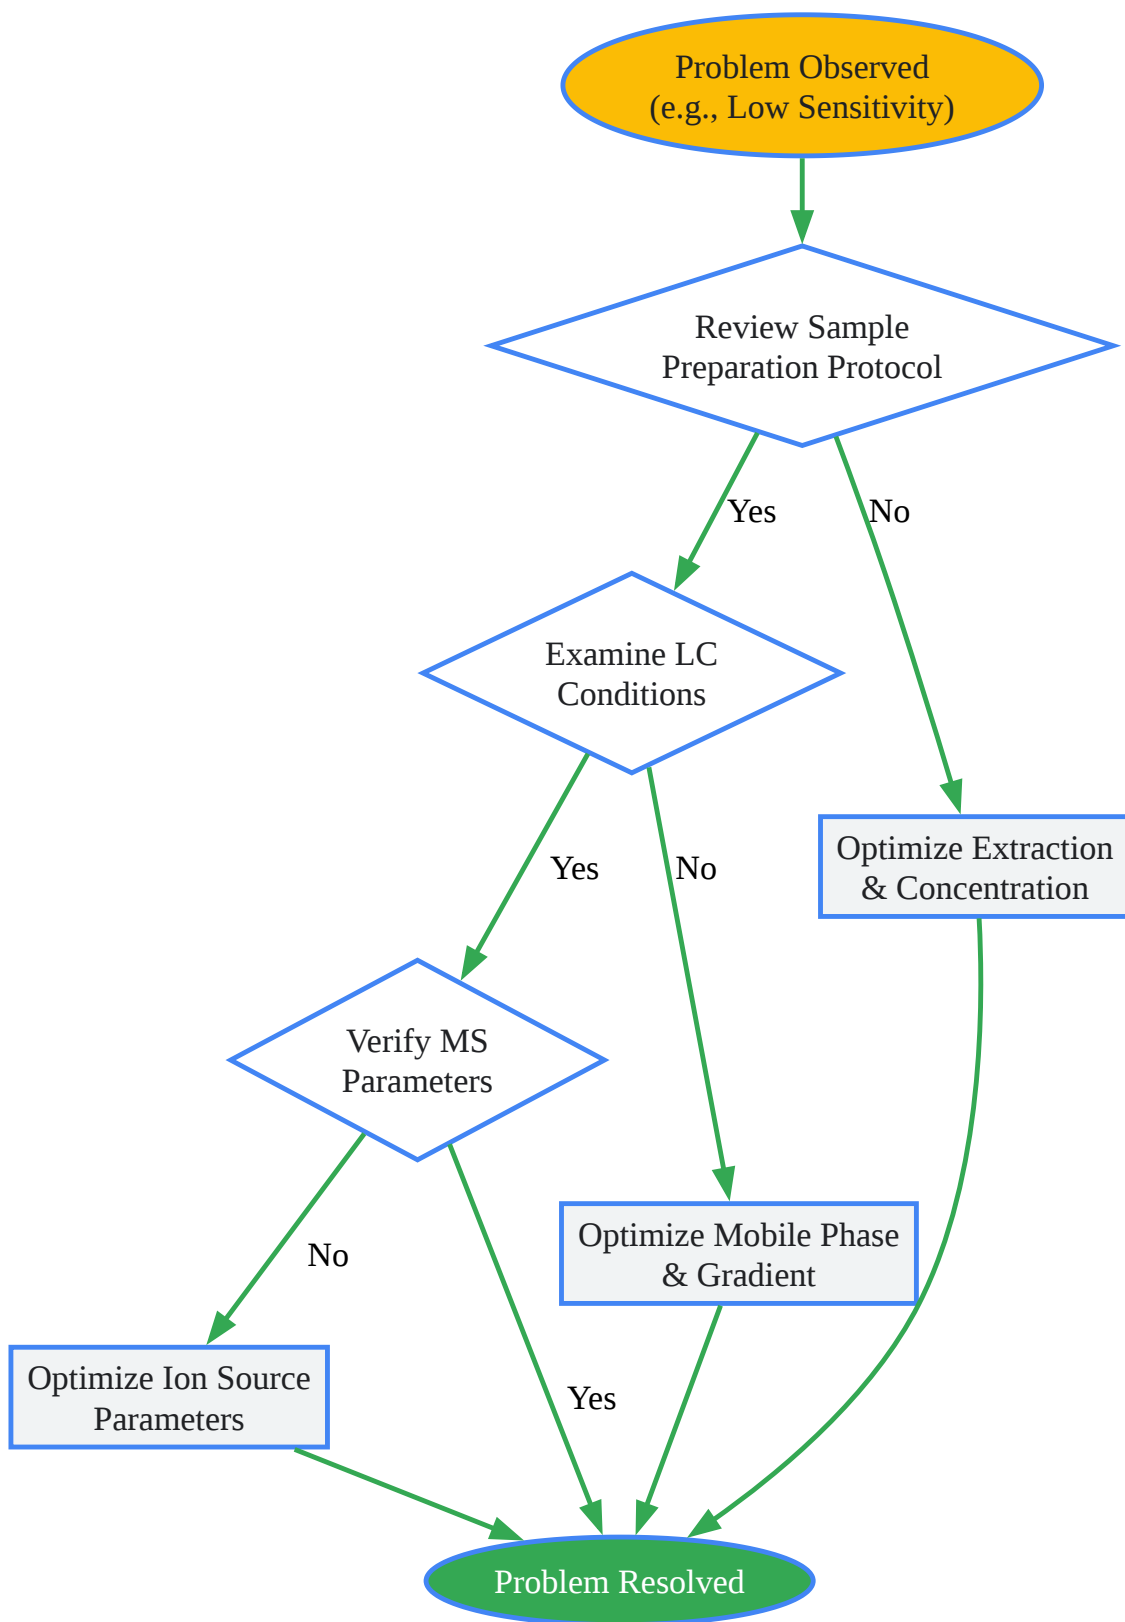 Problem Observed
(e.g., Low Sensitivity)
Review Sample
Preparation Protocol
Yes
No
Examine LC
Conditions
Optimize Extraction
& Concentration
Yes
No
Verify MS
Parameters
Optimize Mobile Phase
& Gradient
No
Optimize Ion Source
Parameters
Yes
Problem Resolved